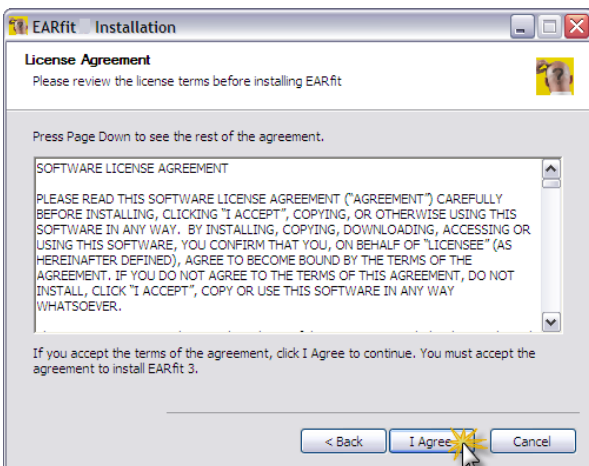 EARfit Installation
License Agreement
Please review the license terms before installing EARfit
Press Page Down to see the rest of the agreement.
SOFTWARE LICENSE AGREEMENT
PLEASE READ THIS SOFTWARE LICENSE AGREEMENT ("AGREEMENT") CAREFULLY
BEFORE INSTALLING, CLICKING "I ACCEPT", COPYING, OR OTHERWISE USING THIS
SOFTWARE IN ANY WAY. BY INSTALLING, COPYING, DOWNLOADING, ACCESSING OR
USING THIS SOFTWARE, YOU CONFIRM THAT YOU, ON BEHALF OF "LICENSEE" (AS
HEREINAFTER DEFINED), AGREE TO BECOME BOUND BY THE TERMS OF THE
AGREEMENT. IF YOU DO NOT AGREE TO THE TERMS OF THIS AGREEMENT, DO NOT
INSTALL, CLICK "I ACCEPT", COPY OR USE THIS SOFTWARE IN ANY WAY
WHATSOEVER.
If you accept the terms of the agreement, click I Agree to continue. You must accept the
agreement to install EARfit 3.
< Back I Agree Cancel